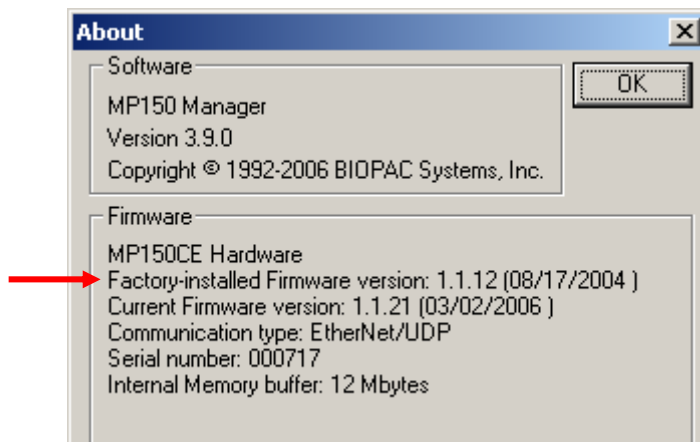 About
Software
OK
MP150 Manager
Version 3.9.0
Copyright © 1992-2006 BIOPAC Systems, Inc.
Firmware
MP150CE Hardware
Factory-installed Firmware version: 1.1.12 (08/17/2004 )
Current Firmware version: 1.1.21 (03/02/2006 )
Communication type: EtherNet/UDP
Serial number: 000717
Internal Memory buffer: 12 Mbytes